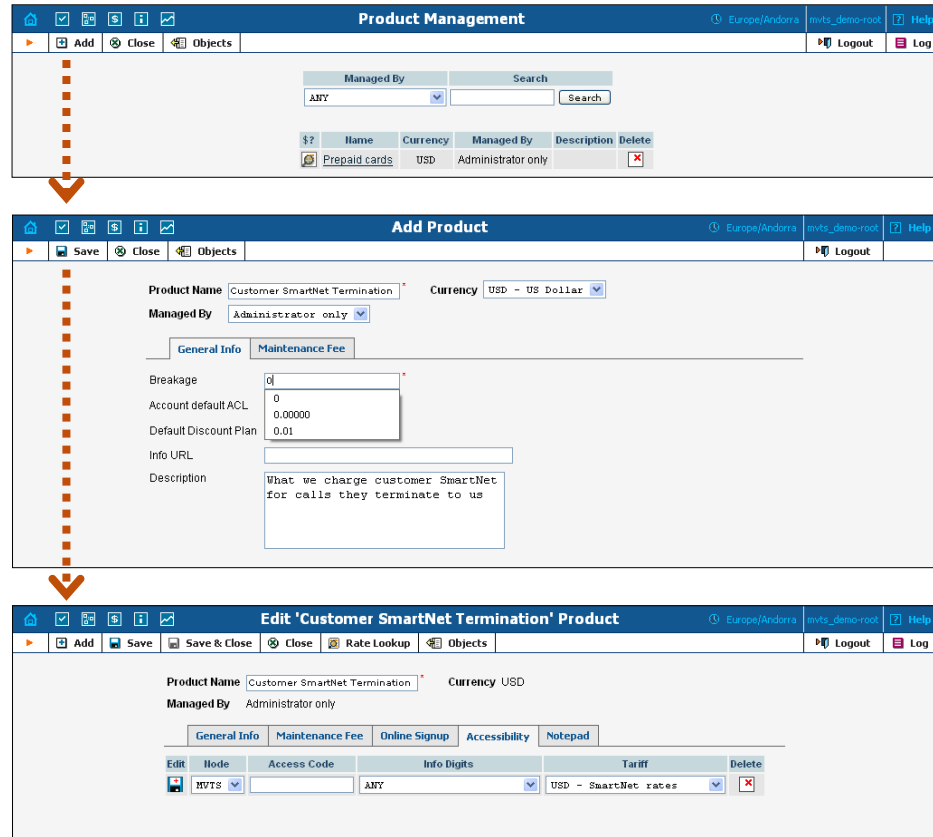 Product Management
Europe/Andorra
mvts_demo-root
? Help
Add
Close
Objects
Logout
Log
Managed By
Search
ANY
Search
$? Name Currency Managed By Description Delete
Prepaid cards USD Administrator only
Add Product
Europe/Andorra
mvts_demo-root
? Help
Save
Close
Objects
Logout
Product Name Customer SmartNet Termination * Currency USD - US Dollar
Managed By Administrator only
General Info Maintenance Fee
Breakage 0 *
Account default ACL 0
0.00000
Default Discount Plan 0.01
Info URL
Description What we charge customer SmartNet
for calls they terminate to us
Edit 'Customer SmartNet Termination' Product
Europe/Andorra
mvts_demo-root
? Help
Add
Save
Save & Close
Close
Rate Lookup
Objects
Logout
Log
Product Name Customer SmartNet Termination * Currency USD
Managed By Administrator only
General Info Maintenance Fee Online Signup Accessibility Notepad
Edit Node Access Code Info Digits Tariff Delete
MVTS ANY USD - SmartNet rates